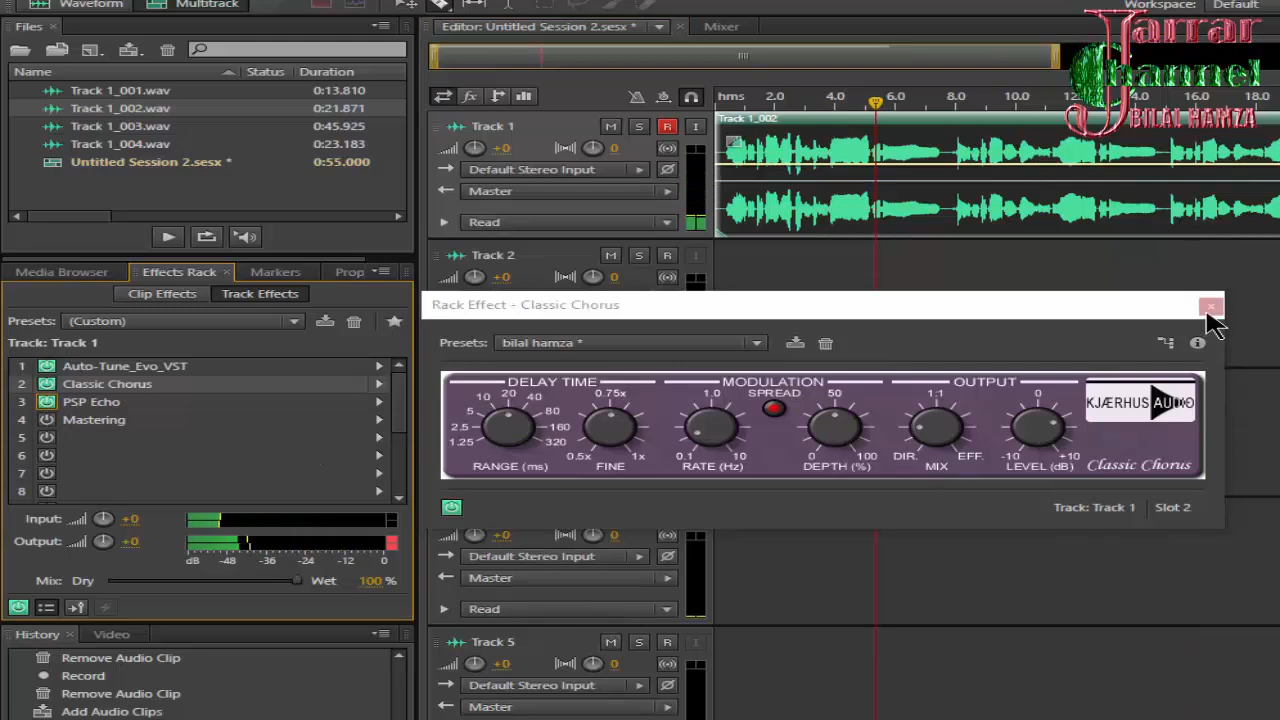 Waveform
Multitrack
Workspace:
Default
Files
Editor: Untitled Session 2.sesx *
Mixer
Jarrar
Channel
BILAL HAMZA
Name
Status
Duration
Track 1_001.wav
0:13.810
Track 1_002.wav
0:21.871
Track 1_003.wav
0:45.925
Track 1_004.wav
0:23.183
Untitled Session 2.sesx *
0:55.000
fx
hms
2.0
6.0
8.0
10.0
16.0
18.0
Track 1
M
S
R
I
Track 1_002
+0
0
Default Stereo Input
Master
Read
Track 2
M
S
R
I
+0
0
Media Browser
Effects Rack
Markers
Prop
Clip Effects
Track Effects
Presets:
(Custom)
Track: Track 1
1
Auto-Tune_Evo_VST
2
Classic Chorus
3
PSP Echo
4
Mastering
5
6
7
8
Input:
+0
Output:
+0
dB
-48
-36
-24
-12
0
Mix:
Dry
Wet
100 %
Rack Effect - Classic Chorus
Presets:
bilal hamza *
DELAY TIME
MODULATION
OUTPUT
1.25
2.5
5
10
20
40
80
160
320
RANGE (ms)
0.75x
0.5x
1x
FINE
1.0
0.1
10
RATE (Hz)
SPREAD
50
0
100
DEPTH (%)
1:1
DIR.
EFF.
MIX
0
-10
+10
LEVEL (dB)
KJÆRHUS AUDIO
Classic Chorus
Track: Track 1
Slot 2
Default Stereo Input
Master
Read
Track 5
M
S
R
I
+0
0
Default Stereo Input
Master
History
Video
Remove Audio Clip
Record
Remove Audio Clip
Add Audio Clips